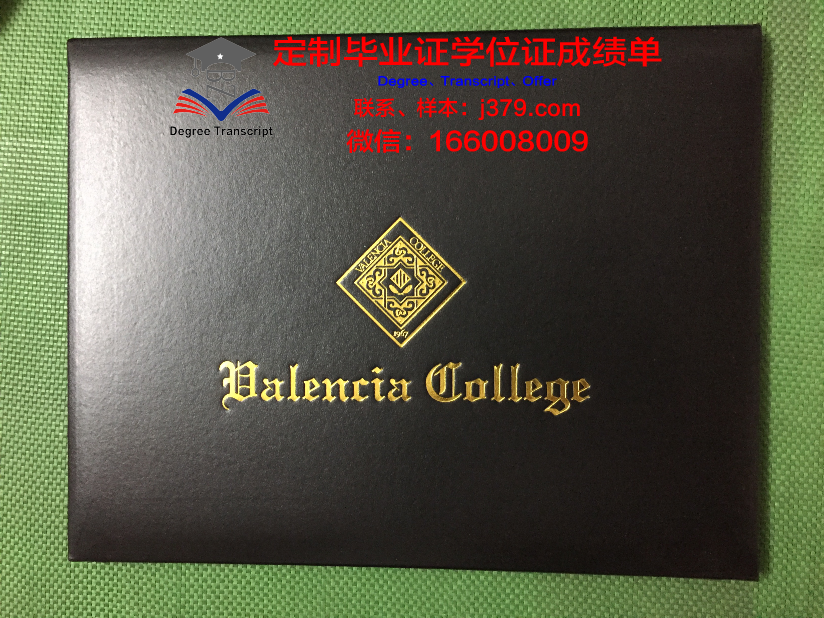 定制毕业证学位证成绩单
Degree、Transcript、Offer
联系、样本：j379.com
微信：166008009
Degree Transcript
VALENCIA COLLEGE
1967
Valencia College